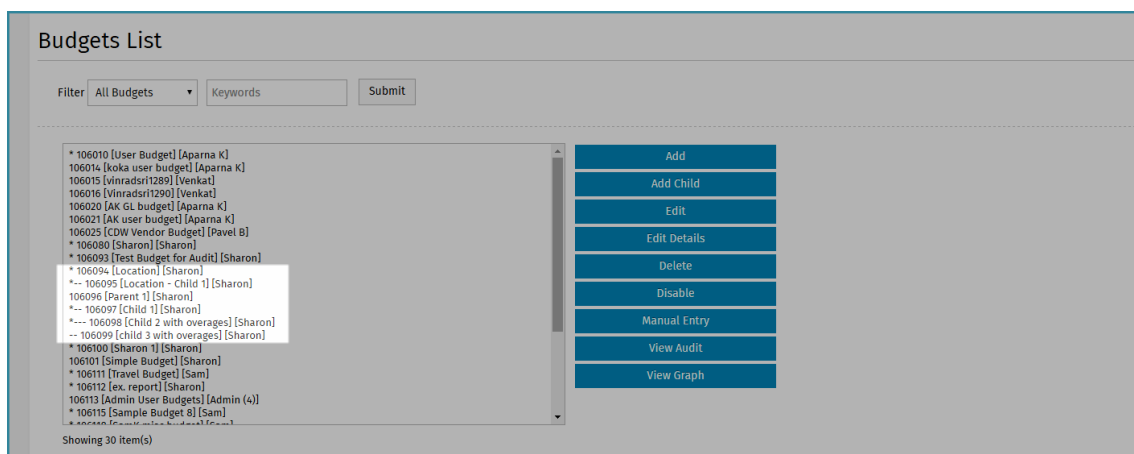 Budgets List
Filter All Budgets Keywords Submit
* 106010 [User Budget] [Aparna K]
106014 [koka user budget] [Aparna K]
106015 [vinradsri1289] [Venkat]
106016 [Vinradsri1290] [Venkat]
106020 [AK GL budget] [Aparna K]
106021 [AK user budget] [Aparna K]
106025 [CDW Vendor Budget] [Pavel B]
* 106080 [Sharon] [Sharon]
* 106093 [Test Budget for Audit] [Sharon]
* 106094 [Location] [Sharon]
*-- 106095 [Location - Child 1] [Sharon]
106096 [Parent 1] [Sharon]
*-- 106097 [Child 1] [Sharon]
*--- 106098 [Child 2 with overages] [Sharon]
-- 106099 [child 3 with overages] [Sharon]
* 106100 [Sharon 1] [Sharon]
106101 [Simple Budget] [Sharon]
* 106111 [Travel Budget] [Sam]
* 106112 [ex. report] [Sharon]
106113 [Admin User Budgets] [Admin (4)]
* 106115 [Sample Budget 8] [Sam]
Showing 30 item(s)
Add
Add Child
Edit
Edit Details
Delete
Disable
Manual Entry
View Audit
View Graph